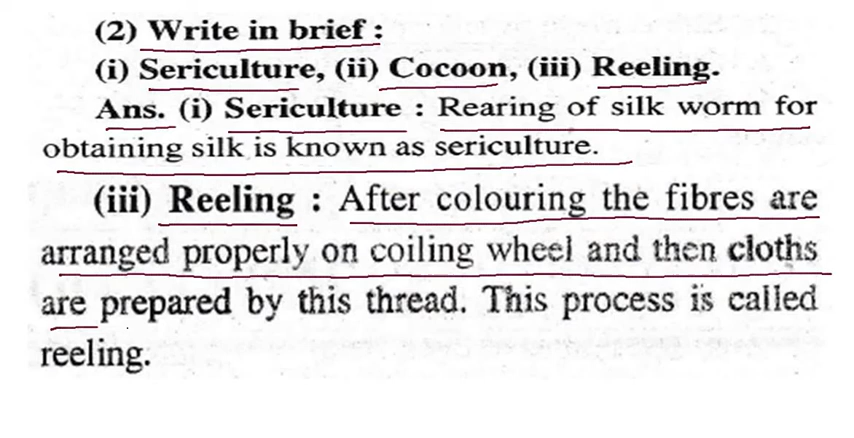 (2) Write in brief :
(i) Sericulture, (ii) Cocoon, (iii) Reeling.
Ans. (i) Sericulture : Rearing of silk worm for
obtaining silk is known as sericulture.
(iii) Reeling : After colouring the fibres are
arranged properly on coiling wheel and then cloths
are prepared by this thread. This process is called
reeling.